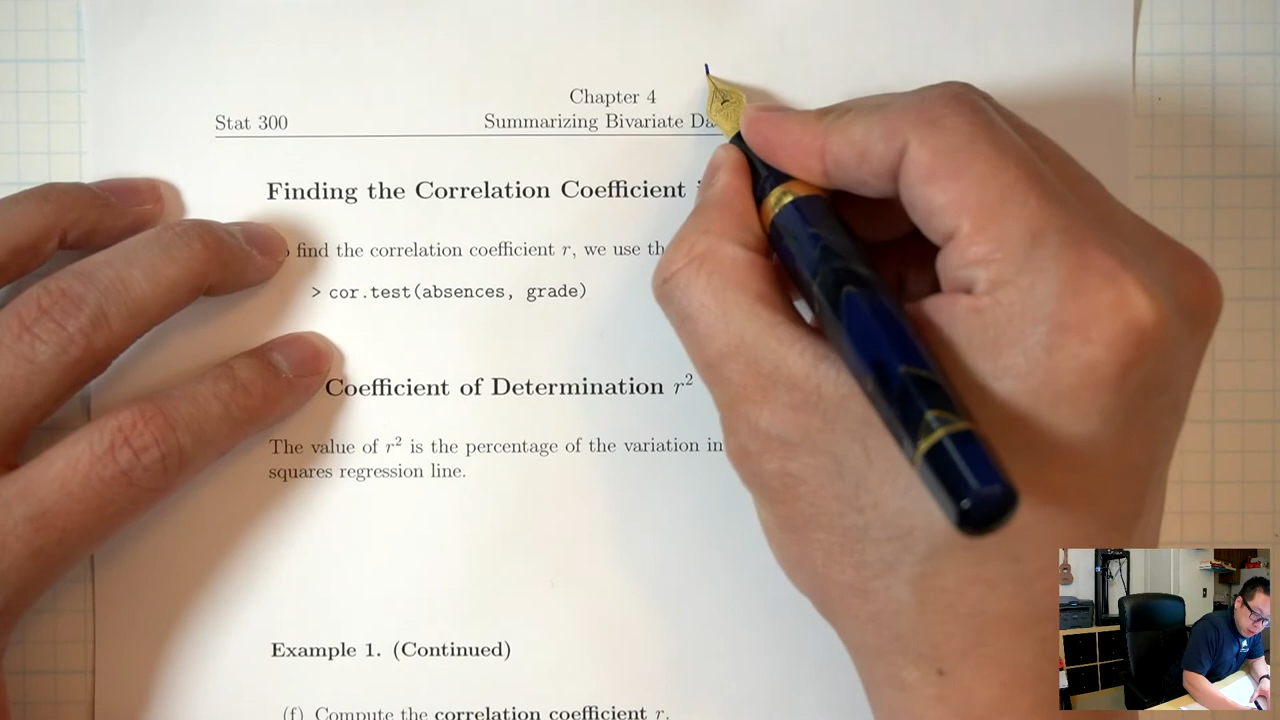 Chapter 4
Stat 300 Summarizing Bivariate
Finding the Correlation Coefficient
find the correlation coefficient r, we use
> cor.test(absences, grade)
Coefficient of Determination r²
The value of r² is the percentage of the variation in
squares regression line.
Example 1. (Continued)
(f) Compute the correlation coefficient r.